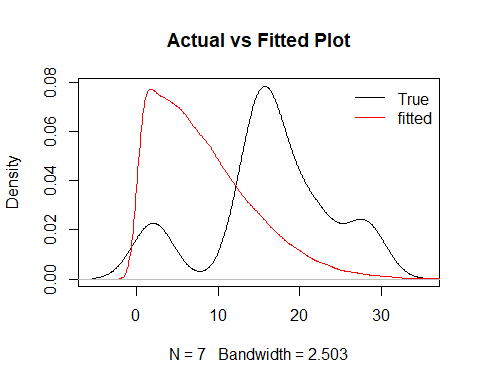 Actual vs Fitted Plot
Density
0.00 0.02 0.04 0.06 0.08
True
fitted
0 10 20 30
N = 7 Bandwidth = 2.503